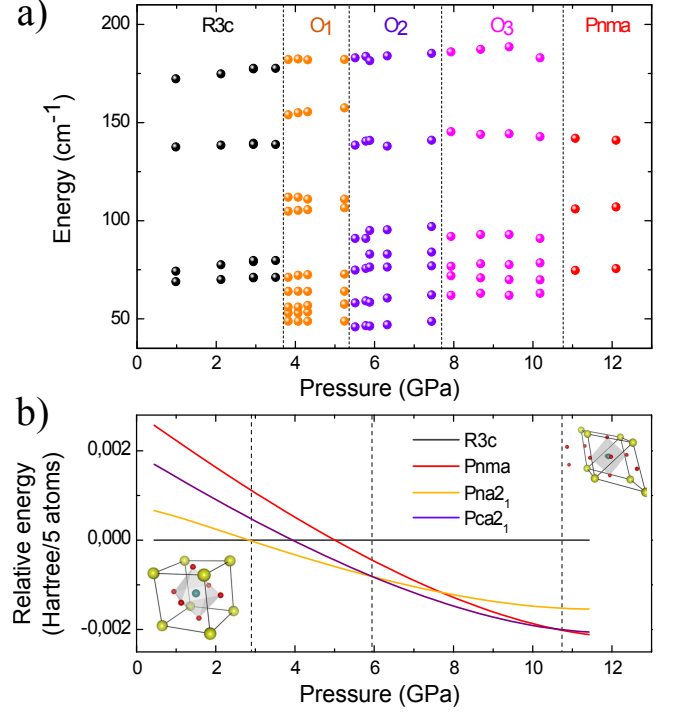 a)
R3c O1 O2 O3 Pnma
200
150
100
50
Energy (cm⁻¹)
0 2 4 6 8 10 12
Pressure (GPa)
b)
0,002
0,000
-0,002
Relative energy
(Hartree/5 atoms)
R3c
Pnma
Pna2₁
Pca2₁
0 2 4 6 8 10 12
Pressure (GPa)